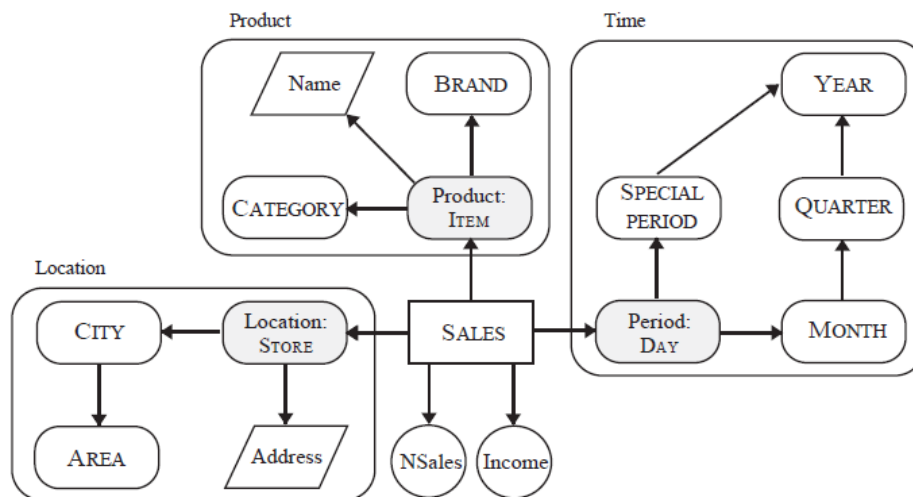 Product
Time
Name
BRAND
YEAR
CATEGORY
Product:
ITEM
SPECIAL
PERIOD
QUARTER
Location
CITY
Location:
STORE
SALES
Period:
DAY
MONTH
AREA
Address
NSales
Income